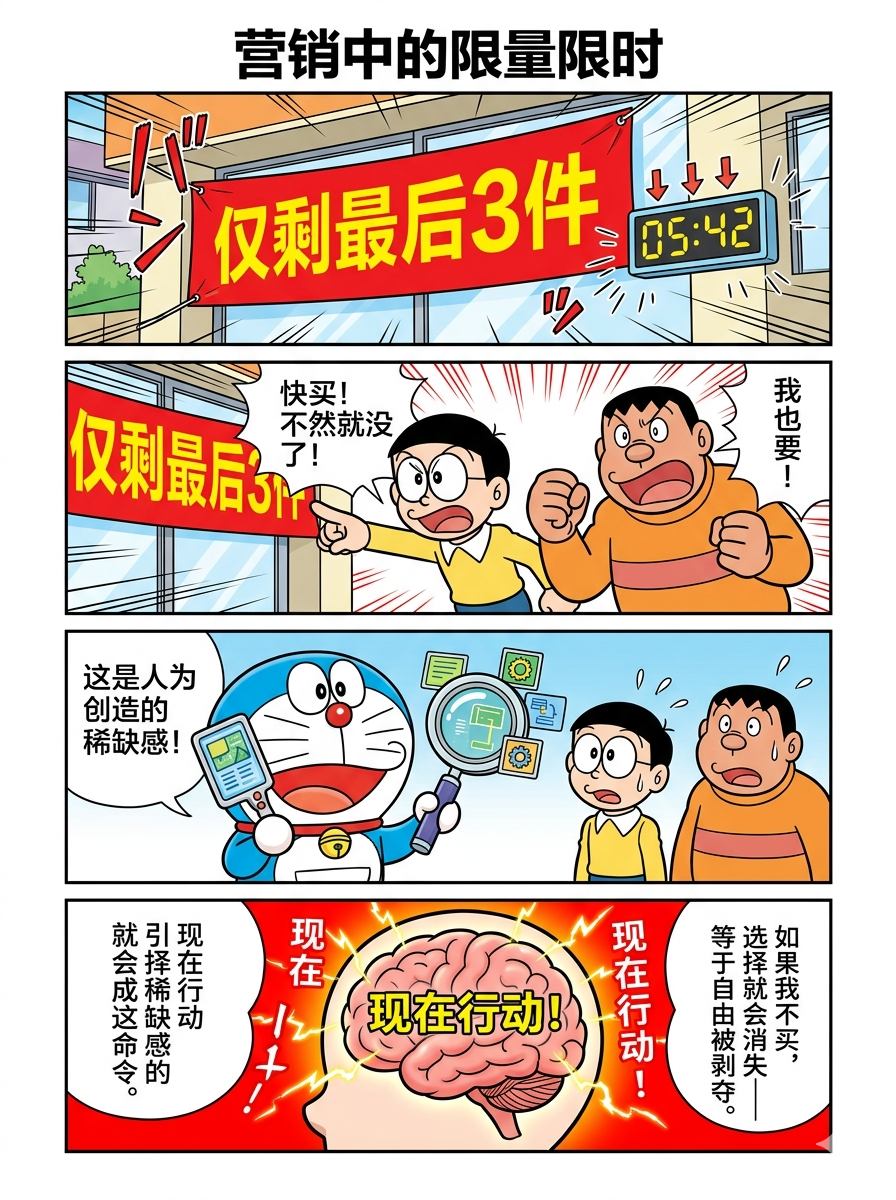 营销中的限量限时
バン
仅剩最后3件
05:42
ッ
仅剩最后3件
快买！
不然就没
了！
我也要！
这是人为
创造的
稀缺感！
如果我不买，
选择就会消失——
等于自由被剥夺。
现在行动！
现在行动！
现在
现在行动
引择稀缺感的
就会成这命令。